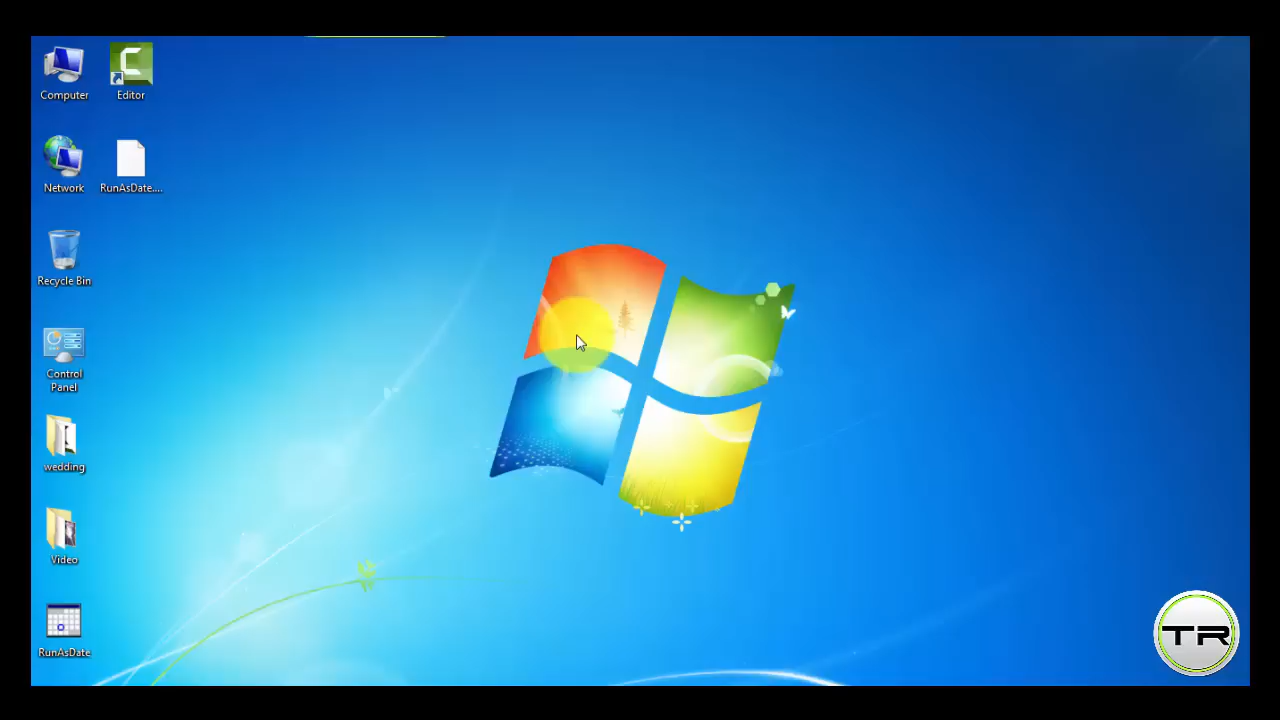 Computer
Editor
Network
RunAsDate....
Recycle Bin
Control
Panel
wedding
Video
RunAsDate
TR